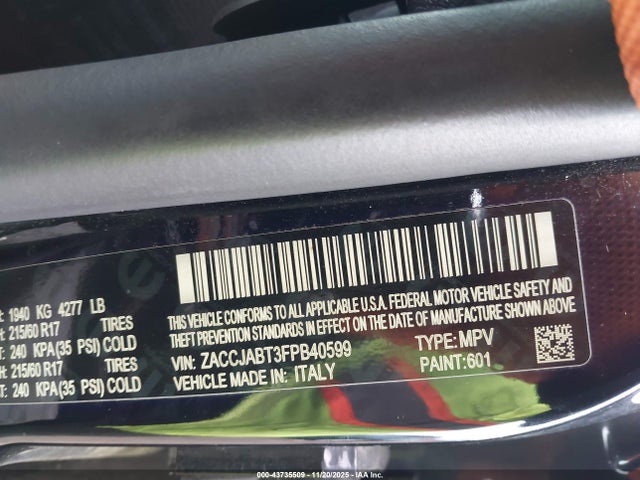 : 1940 KG 4277 LB
: 215/60 R17 TIRES
T: 240 KPA(35 PSI) COLD
: 215/60 R17 TIRES
T: 240 KPA(35 PSI) COLD
THIS VEHICLE CONFORMS TO ALL APPLICABLE U.S.A. FEDERAL MOTOR VEHICLE SAFETY AND
THEFT PREVENTION STANDARDS IN EFFECT ON THE DATE OF MANUFACTURE SHOWN ABOVE.
VIN: ZACCJABT3FPB40599 TYPE: MPV
VEHICLE MADE IN: ITALY PAINT: 601
000-43735509 - 11/20/2025 - IAA Inc.